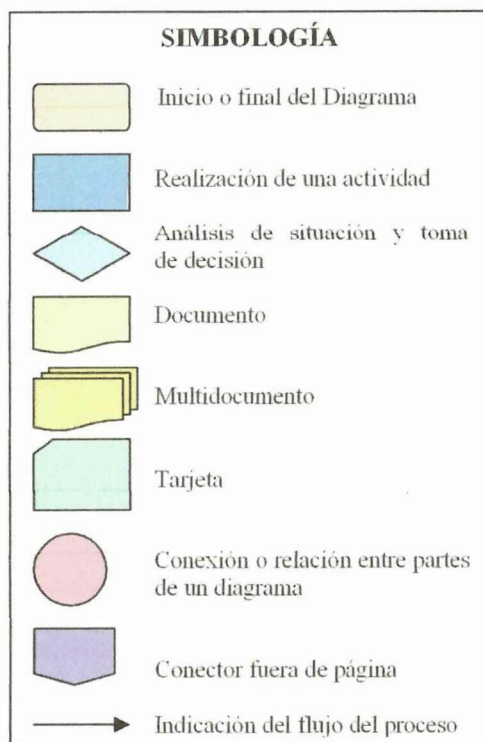 SIMBOLOGÍA
Inicio o final del Diagrama
Realización de una actividad
Análisis de situación y toma
de decisión
Documento
Multidocumento
Tarjeta
Conexión o relación entre partes
de un diagrama
Conector fuera de página
Indicación del flujo del proceso